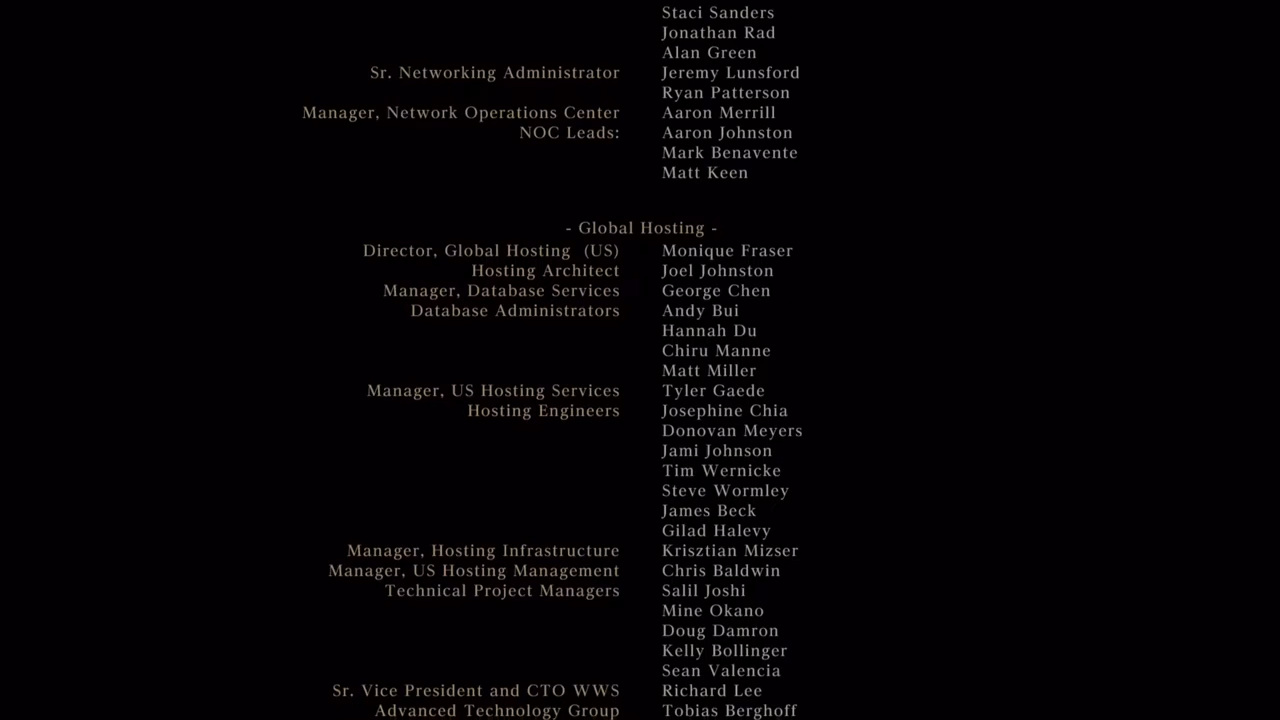 Staci Sanders
Jonathan Rad
Alan Green
Sr. Networking Administrator Jeremy Lunsford
Ryan Patterson
Manager, Network Operations Center Aaron Merrill
NOC Leads: Aaron Johnston
Mark Benavente
Matt Keen
- Global Hosting -
Director, Global Hosting (US) Monique Fraser
Hosting Architect Joel Johnston
Manager, Database Services George Chen
Database Administrators Andy Bui
Hannah Du
Chiru Manne
Matt Miller
Manager, US Hosting Services Tyler Gaede
Hosting Engineers Josephine Chia
Donovan Meyers
Jami Johnson
Tim Wernicke
Steve Wormley
James Beck
Gilad Halevy
Manager, Hosting Infrastructure Krisztian Mizser
Manager, US Hosting Management Chris Baldwin
Technical Project Managers Salil Joshi
Mine Okano
Doug Damron
Kelly Bollinger
Sean Valencia
Sr. Vice President and CTO WWS Richard Lee
Advanced Technology Group Tobias Berghoff